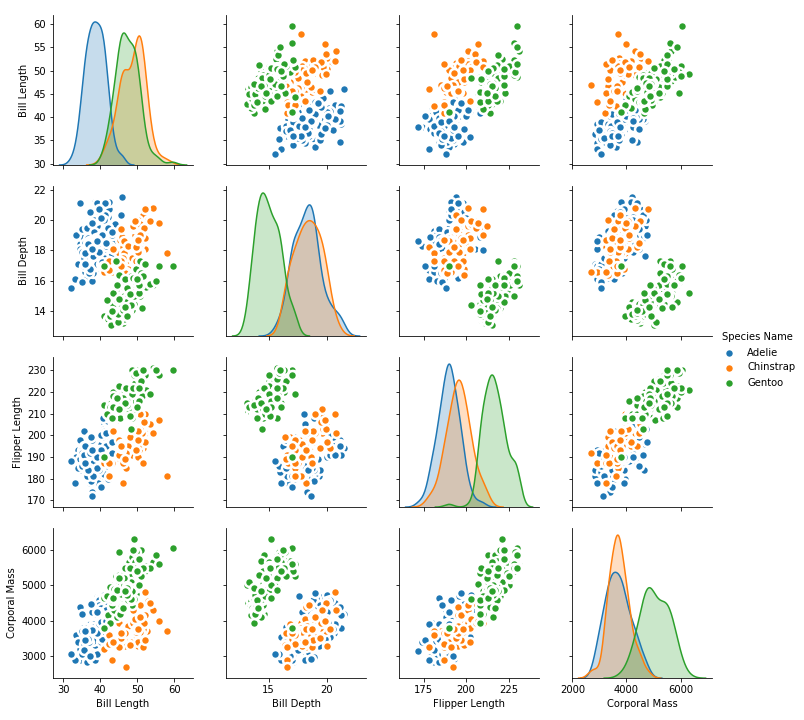 60
55
50
45
40
35
30
Bill Length
22
20
18
16
14
Bill Depth
Species Name
Adelie
Chinstrap
Gentoo
230
220
210
200
190
180
170
Flipper Length
6000
5000
4000
3000
Corporal Mass
30 40 50 60
15 20
175 200 225
2000 4000 6000
Bill Length Bill Depth Flipper Length Corporal Mass